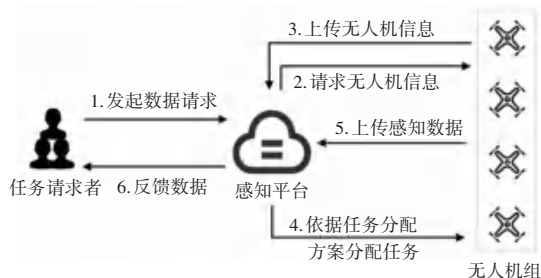 3.上传无人机信息
2.请求无人机信息
1.发起数据请求
5.上传感知数据
任务请求者
6.反馈数据
感知平台
4.依据任务分配
方案分配任务
无人机组